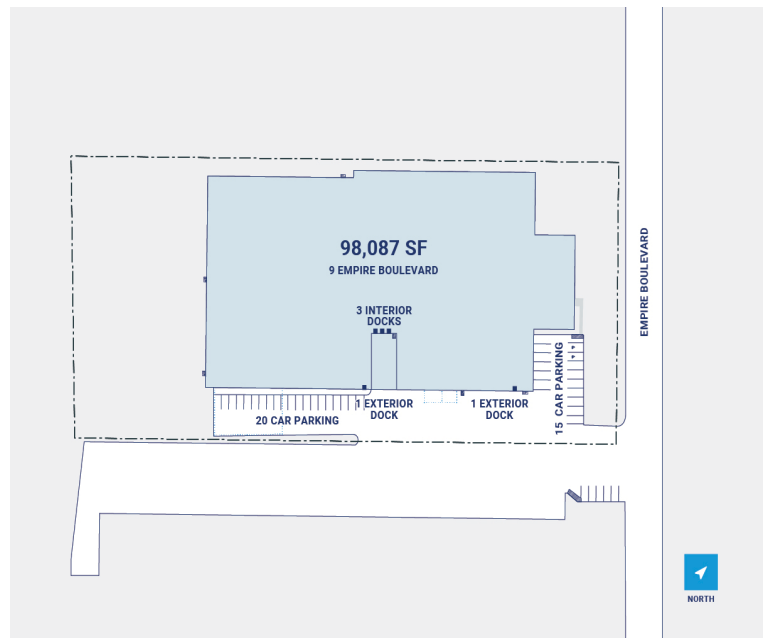 98,087 SF
9 EMPIRE BOULEVARD
3 INTERIOR
DOCKS
EMPIRE BOULEVARD
15 CAR PARKING
1 EXTERIOR
DOCK
1 EXTERIOR
DOCK
20 CAR PARKING
NORTH